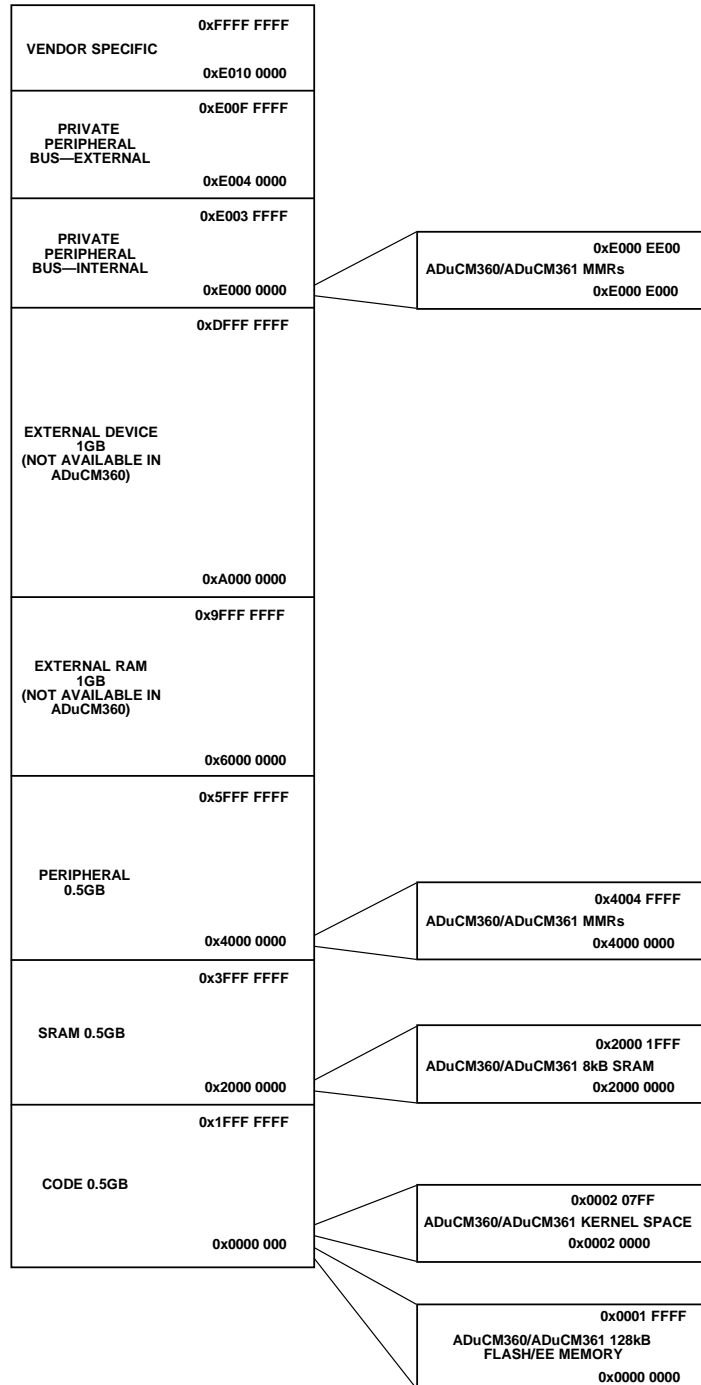 0xFFFF FFFF
VENDOR SPECIFIC
0xE010 0000
0xE00F FFFF
PRIVATE
PERIPHERAL
BUS—EXTERNAL
0xE004 0000
0xE003 FFFF
PRIVATE
PERIPHERAL
BUS—INTERNAL
0xE000 0000
0xE000 EE00
ADuCM360/ADuCM361 MMRs
0xE000 E000
0xDFFF FFFF
EXTERNAL DEVICE
1GB
(NOT AVAILABLE IN
ADuCM360)
0xA000 0000
0x9FFF FFFF
EXTERNAL RAM
1GB
(NOT AVAILABLE IN
ADuCM360)
0x6000 0000
0x5FFF FFFF
PERIPHERAL
0.5GB
0x4000 0000
0x4004 FFFF
ADuCM360/ADuCM361 MMRs
0x4000 0000
0x3FFF FFFF
SRAM 0.5GB
0x2000 0000
0x2000 1FFF
ADuCM360/ADuCM361 8kB SRAM
0x2000 0000
0x1FFF FFFF
CODE 0.5GB
0x0000 000
0x0002 07FF
ADuCM360/ADuCM361 KERNEL SPACE
0x0002 0000
0x0001 FFFF
ADuCM360/ADuCM361 128kB
FLASH/EE MEMORY
0x0000 0000